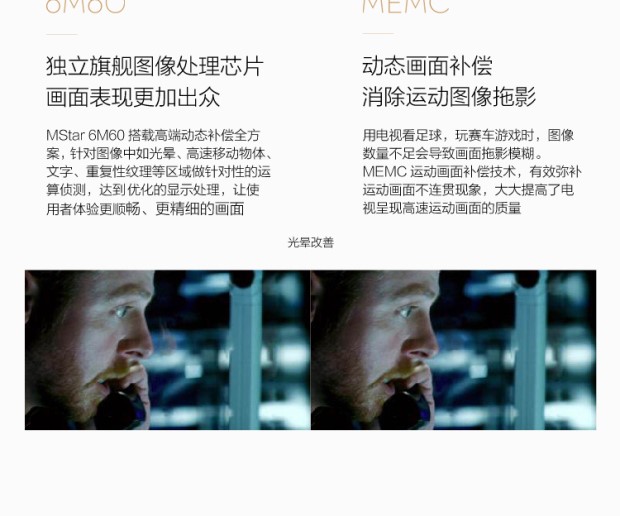 6M60
独立旗舰图像处理芯片
画面表现更加出众
MStar 6M60 搭载高端动态补偿全方
案，针对图像中如光晕、高速移动物体、
文字、重复性纹理等区域做针对性的运
算侦测，达到优化的显示处理，让使
用者体验更顺畅、更精细的画面
MEMC
动态画面补偿
消除运动图像拖影
用电视看足球，玩赛车游戏时，图像
数量不足会导致画面拖影模糊。
MEMC 运动画面补偿技术，有效弥补
运动画面不连贯现象，大大提高了电
视呈现高速运动画面的质量
光晕改善